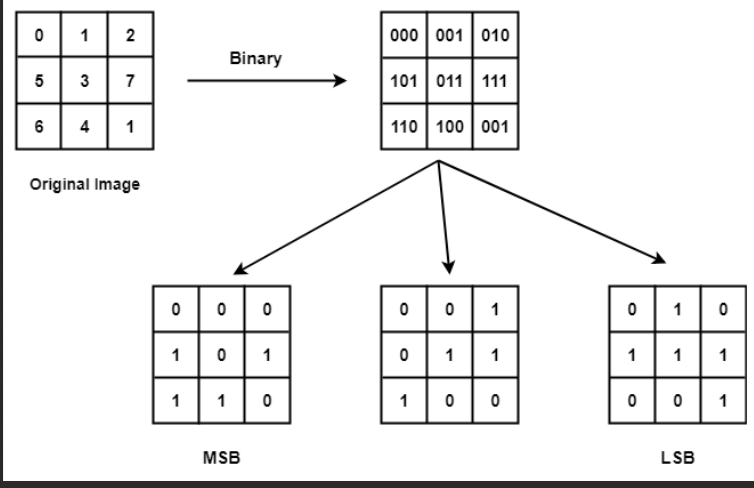 0 1 2
5 3 7
6 4 1
Original Image
Binary
000 001 010
101 011 111
110 100 001
0 0 0
1 0 1
1 1 0
MSB
0 0 1
0 1 1
1 0 0
0 1 0
1 1 1
0 0 1
LSB